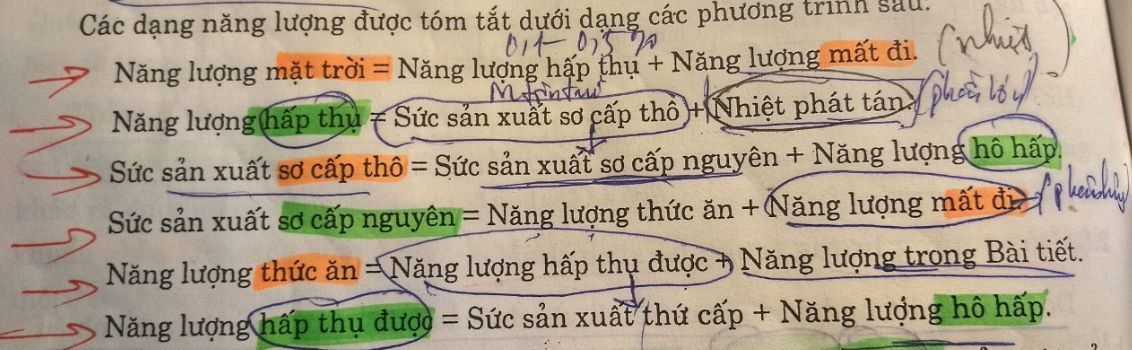 Các dạng năng lượng được tóm tắt dưới dạng các phương trình sau:
0,1 - 0,5 %
Năng lượng mặt trời = Năng lượng hấp thụ + Năng lượng mất đi. (nhiệt)
Năng lượng hấp thụ = Sức sản xuất sơ cấp thô + Nhiệt phát tán.
Sức sản xuất sơ cấp thô = Sức sản xuất sơ cấp nguyên + Năng lượng hô hấp.
Sức sản xuất sơ cấp nguyên = Năng lượng thức ăn + Năng lượng mất đi.
Năng lượng thức ăn = Năng lượng hấp thụ được + Năng lượng trong Bài tiết.
Năng lượng hấp thụ được = Sức sản xuất thứ cấp + Năng lượng hô hấp.